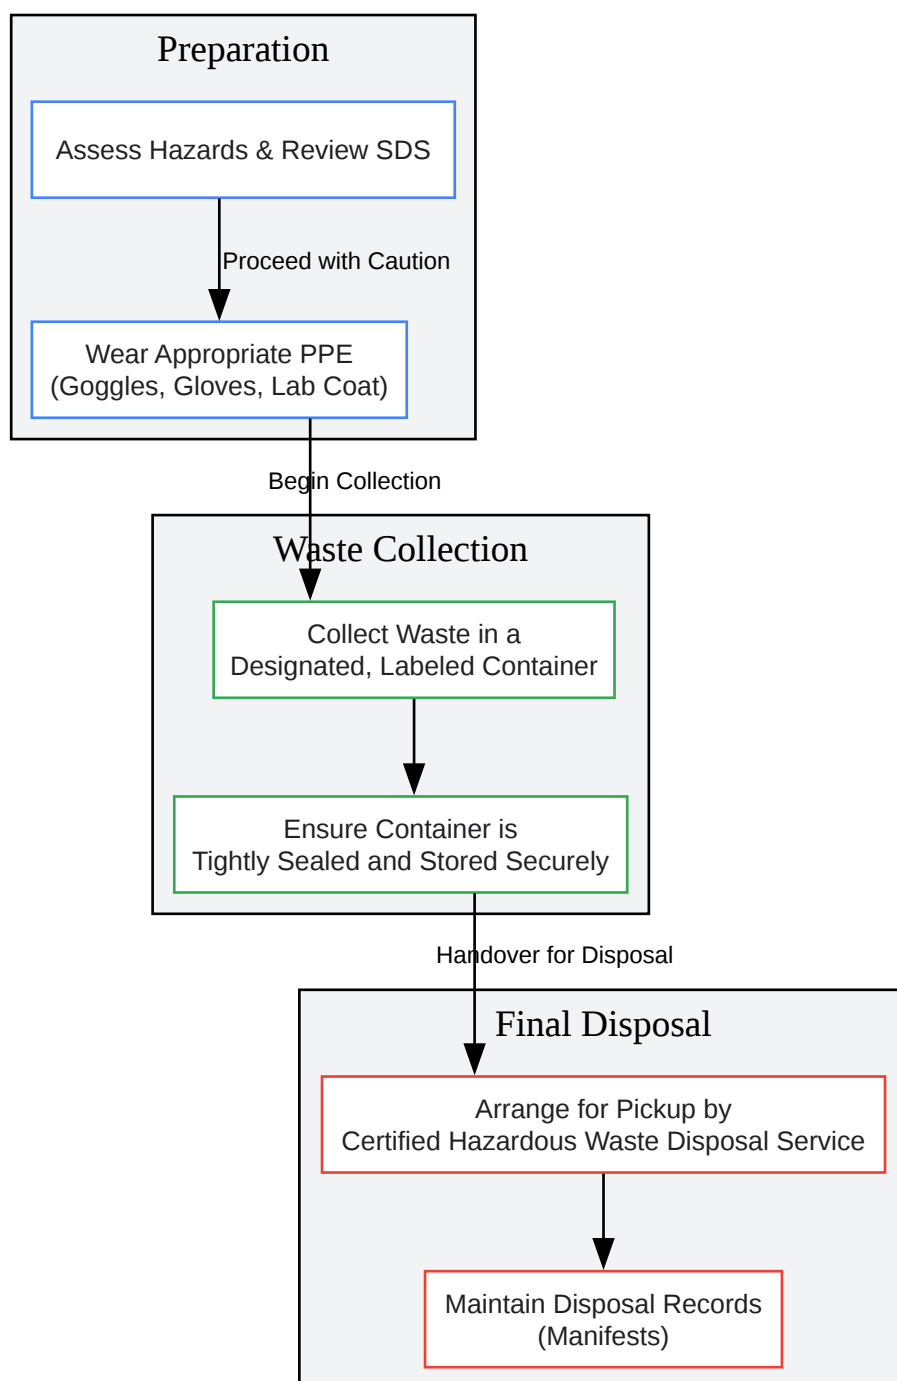 Preparation
Assess Hazards & Review SDS
Proceed with Caution
Wear Appropriate PPE
(Goggles, Gloves, Lab Coat)
Begin Collection
Waste Collection
Collect Waste in a
Designated, Labeled Container
Ensure Container is
Tightly Sealed and Stored Securely
Handover for Disposal
Final Disposal
Arrange for Pickup by
Certified Hazardous Waste Disposal Service
Maintain Disposal Records
(Manifests)